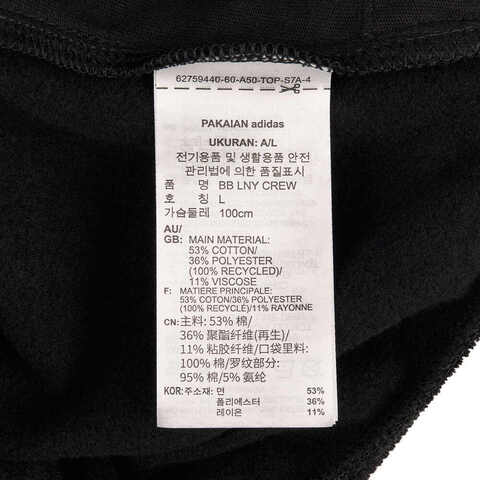 62759440-60-A50-TOP-S7A-4
PAKAIAN adidas
UKURAN: A/L
전기용품 및 생활용품 안전
관리법에 의한 품질표시
품 명 BB LNY CREW
호 칭 L
가슴둘레 100cm
AU/
GB: MAIN MATERIAL:
53% COTTON/
36% POLYESTER
(100% RECYCLED)/
11% VISCOSE
F: MATIERE PRINCIPALE:
53% COTON/36% POLYESTER
(100% RECYCLÉ)/11% RAYONNE
CN: 主料: 53% 棉/
36% 聚酯纤维(再生)/
11% 粘胶纤维/口袋里料:
100% 棉/罗纹部分:
95% 棉/5% 氨纶
KOR: 주소재: 면 53%
폴리에스터 36%
레이온 11%